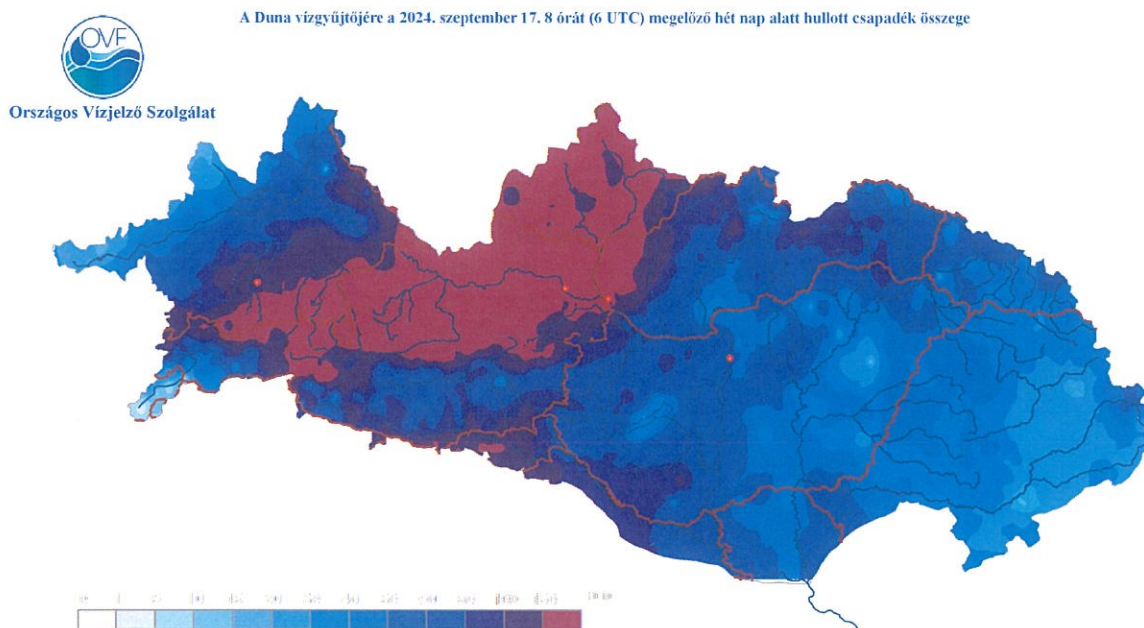 A Duna vízgyűjtőjére a 2024. szeptember 17. 8 órát (6 UTC) megelőző hét nap alatt hullott csapadék összege
OVF
Országos Vízjelző Szolgálat